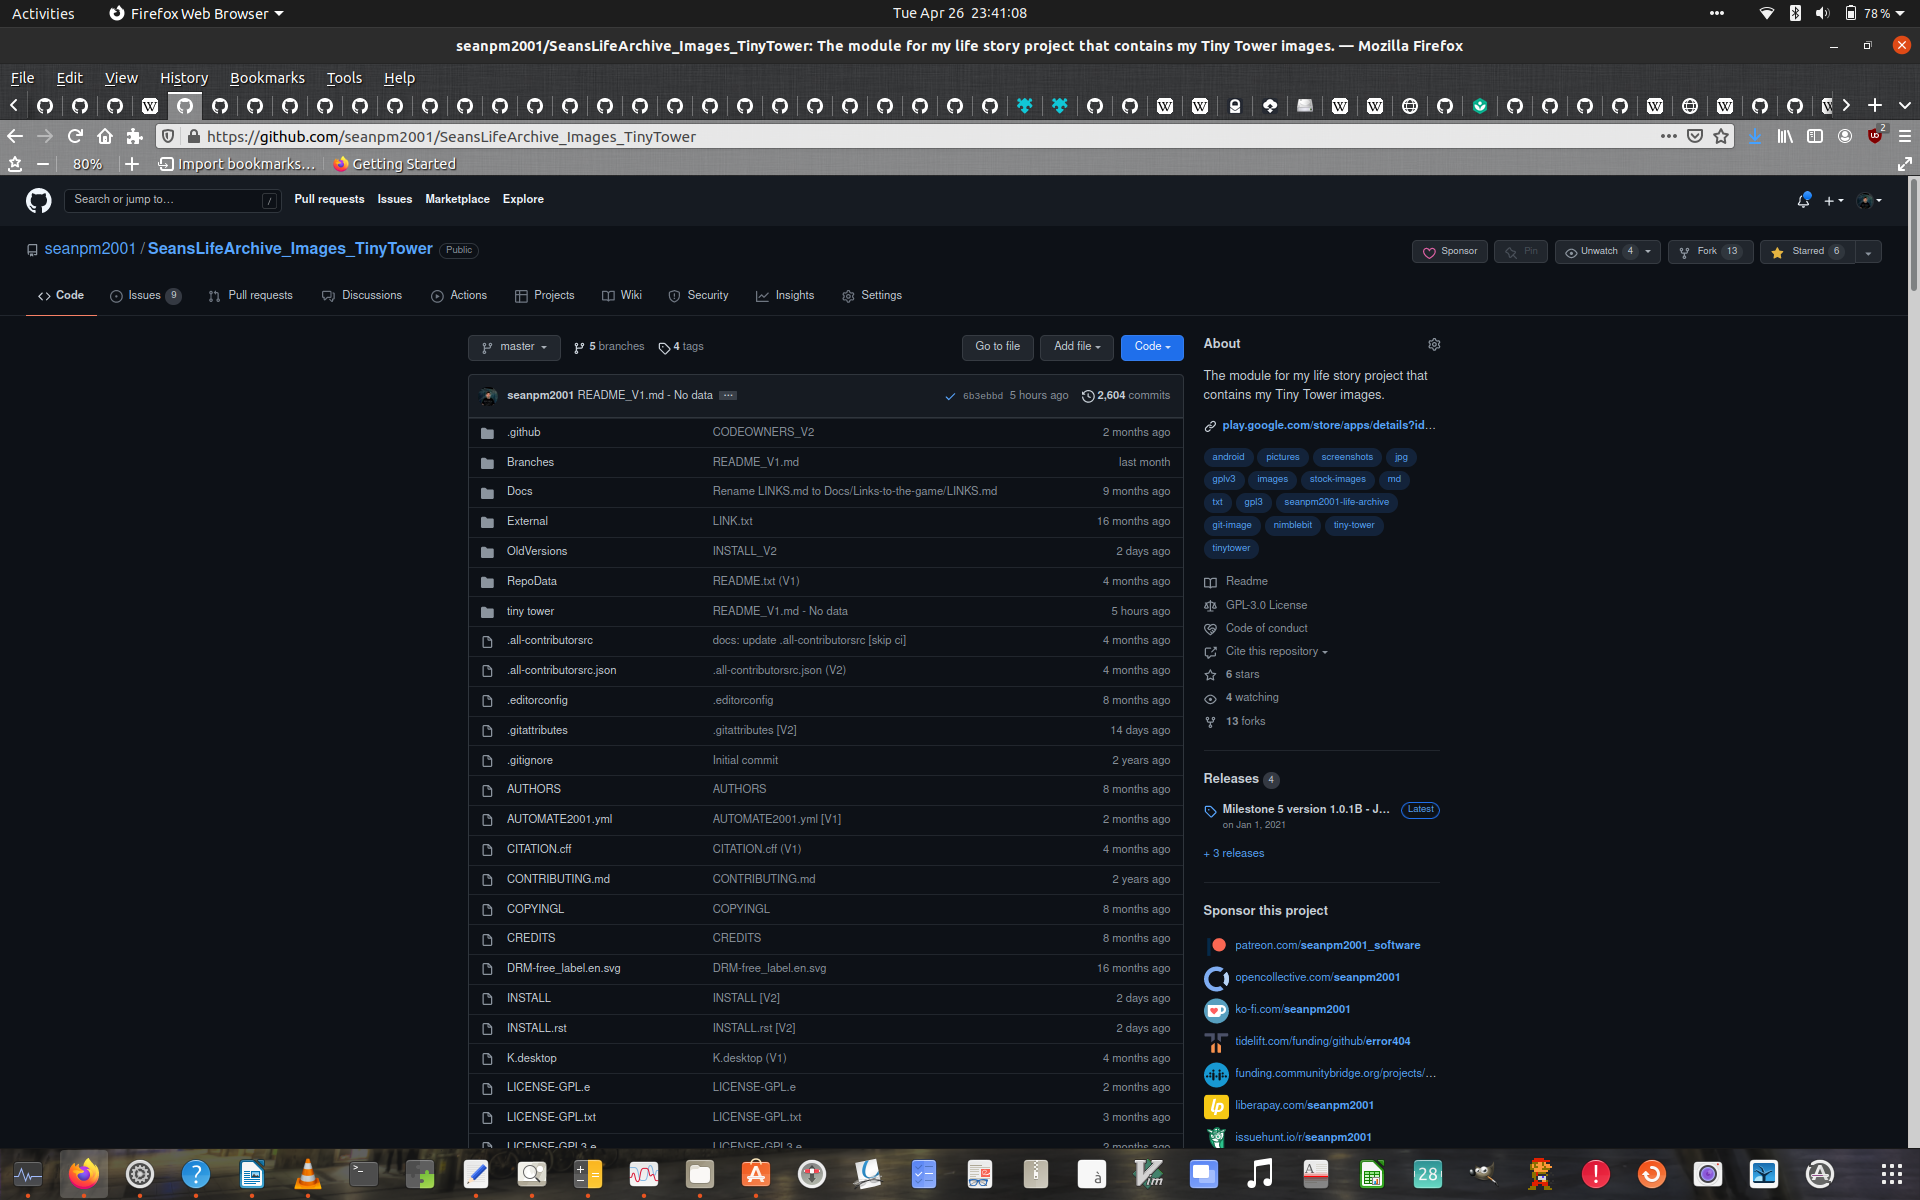 Activities
Firefox Web Browser
Tue Apr 26  23:41:08
78 %
seanpm2001/SeansLifeArchive_Images_TinyTower: The module for my life story project that contains my Tiny Tower images. — Mozilla Firefox
File Edit View History Bookmarks Tools Help
https://github.com/seanpm2001/SeansLifeArchive_Images_TinyTower
2
80%
Import bookmarks...
Getting Started
Search or jump to...
/
Pull requests Issues Marketplace Explore
seanpm2001 / SeansLifeArchive_Images_TinyTower Public
Sponsor Pin Unwatch 4 Fork 13 Starred 6
Code Issues 9 Pull requests Discussions Actions Projects Wiki Security Insights Settings
master 5 branches 4 tags Go to file Add file Code
seanpm2001 README_V1.md - No data ... 6b3ebbd 5 hours ago 2,604 commits
.github CODEOWNERS_V2 2 months ago
Branches README_V1.md last month
Docs Rename LINKS.md to Docs/Links-to-the-game/LINKS.md 9 months ago
External LINK.txt 16 months ago
OldVersions INSTALL_V2 2 days ago
RepoData README.txt (V1) 4 months ago
tiny tower README_V1.md - No data 5 hours ago
.all-contributorsrc docs: update .all-contributorsrc [skip ci] 4 months ago
.all-contributorsrc.json .all-contributorsrc.json (V2) 4 months ago
.editorconfig .editorconfig 8 months ago
.gitattributes .gitattributes [V2] 14 days ago
.gitignore Initial commit 2 years ago
AUTHORS AUTHORS 8 months ago
AUTOMATE2001.yml AUTOMATE2001.yml [V1] 2 months ago
CITATION.cff CITATION.cff (V1) 4 months ago
CONTRIBUTING.md CONTRIBUTING.md 2 years ago
COPYINGL COPYINGL 8 months ago
CREDITS CREDITS 8 months ago
DRM-free_label.en.svg DRM-free_label.en.svg 16 months ago
INSTALL INSTALL [V2] 2 days ago
INSTALL.rst INSTALL.rst [V2] 2 days ago
K.desktop K.desktop (V1) 4 months ago
LICENSE-GPL.e LICENSE-GPL.e 2 months ago
LICENSE-GPL.txt LICENSE-GPL.txt 3 months ago
LICENSE-GPL3.e LICENSE-GPL3.e 2 months ago
About
The module for my life story project that
contains my Tiny Tower images.
play.google.com/store/apps/details?id...
android pictures screenshots jpg
gplv3 images stock-images md
txt gpl3 seanpm2001-life-archive
git-image nimblebit tiny-tower
tinytower
Readme
GPL-3.0 License
Code of conduct
Cite this repository
6 stars
4 watching
13 forks
Releases 4
Milestone 5 version 1.0.1B - J... Latest
on Jan 1, 2021
+ 3 releases
Sponsor this project
patreon.com/seanpm2001_software
opencollective.com/seanpm2001
ko-fi.com/seanpm2001
tidelift.com/funding/github/error404
funding.communitybridge.org/projects/...
liberapay.com/seanpm2001
issuehunt.io/r/seanpm2001
28